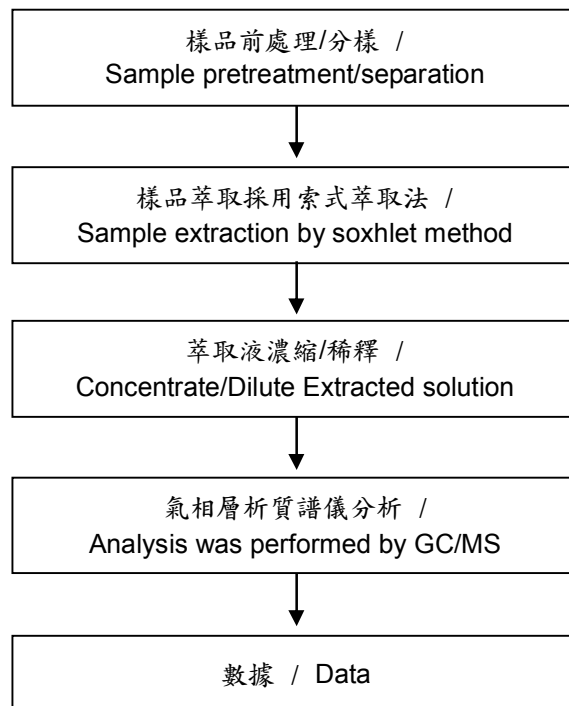 樣品前處理/分樣 /
Sample pretreatment/separation
樣品萃取採用索式萃取法 /
Sample extraction by soxhlet method
萃取液濃縮/稀釋 /
Concentrate/Dilute Extracted solution
氣相層析質譜儀分析 /
Analysis was performed by GC/MS
數據 / Data